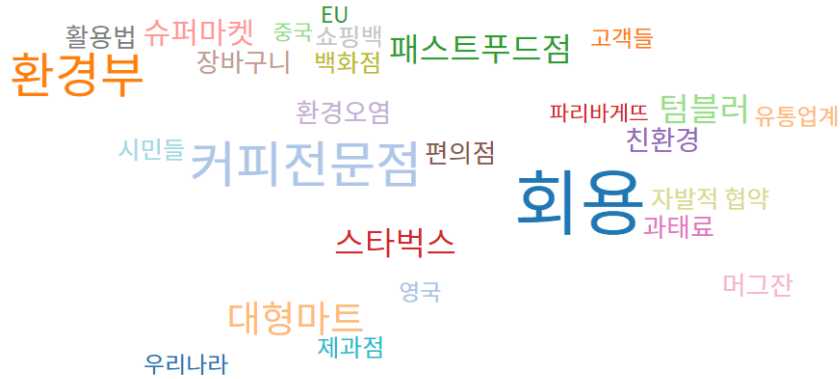 EU
활용법 슈퍼마켓 중국 쇼핑백 패스트푸드점 고객들
환경부 장바구니 백화점
환경오염 파리바게뜨 텀블러 유통업계
시민들 커피전문점 편의점 친환경
회용 자발적 협약
스타벅스 과태료
영국 머그잔
대형마트
제과점
우리나라